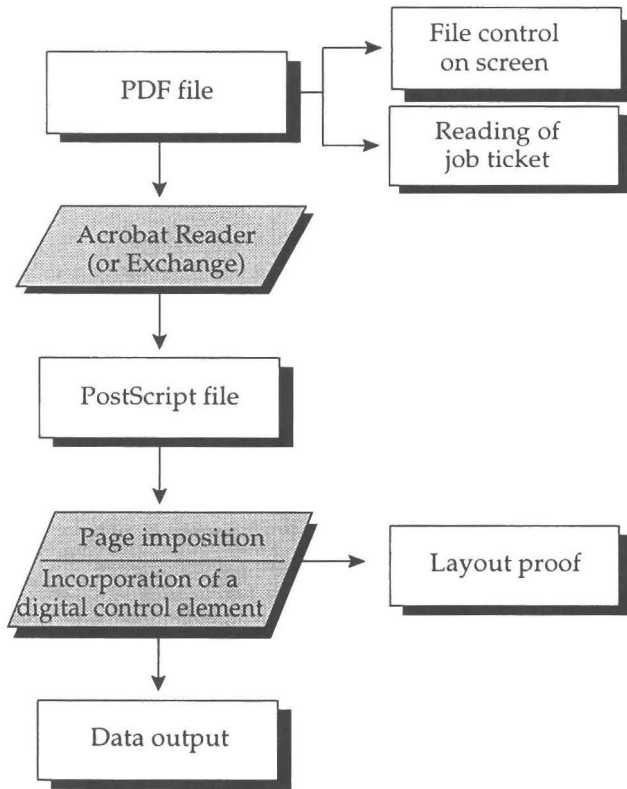 PDF file
File control
on screen
Reading of
job ticket
Acrobat Reader
(or Exchange)
PostScript file
Page imposition
Incorporation of a
digital control element
Layout proof
Data output